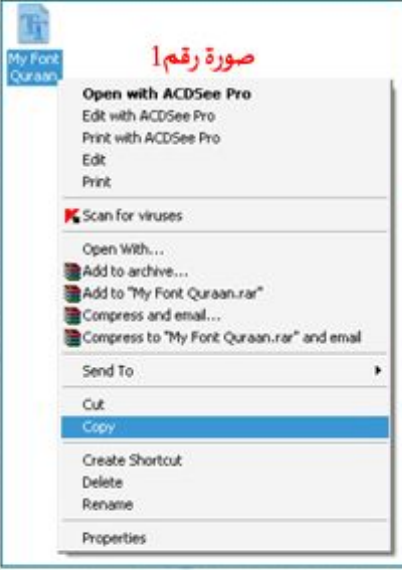 صورة رقم1
My Font
Quraan
Open with ACDSee Pro
Edit with ACDSee Pro
Print with ACDSee Pro
Edit
Print
Scan for viruses
Open With...
Add to archive...
Add to "My Font Quraan.rar"
Compress and email...
Compress to "My Font Quraan.rar" and email
Send To
Cut
Copy
Create Shortcut
Delete
Rename
Properties